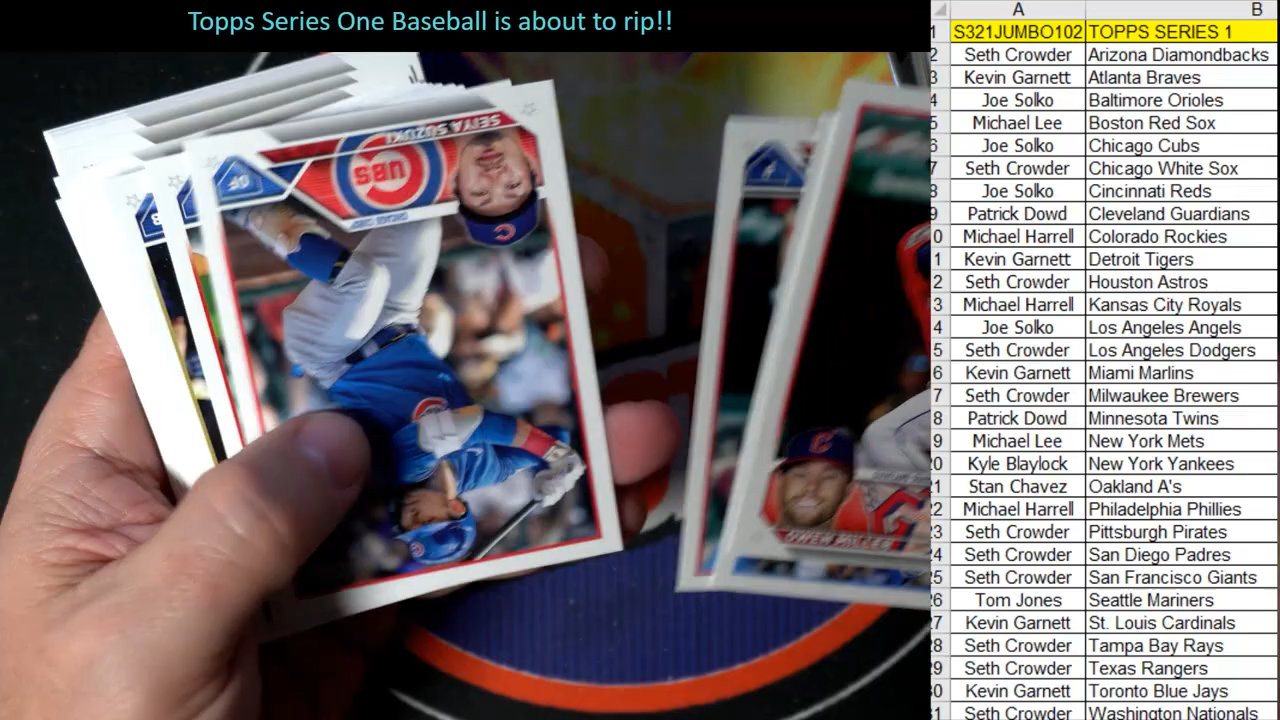 Topps Series One Baseball is about to rip!!
A B
1 S321JUMBO102 TOPPS SERIES 1
2 Seth Crowder Arizona Diamondbacks
3 Kevin Garnett Atlanta Braves
4 Joe Solko Baltimore Orioles
5 Michael Lee Boston Red Sox
6 Joe Solko Chicago Cubs
7 Seth Crowder Chicago White Sox
8 Joe Solko Cincinnati Reds
9 Patrick Dowd Cleveland Guardians
0 Michael Harrell Colorado Rockies
1 Kevin Garnett Detroit Tigers
2 Seth Crowder Houston Astros
3 Michael Harrell Kansas City Royals
4 Joe Solko Los Angeles Angels
5 Seth Crowder Los Angeles Dodgers
6 Kevin Garnett Miami Marlins
7 Seth Crowder Milwaukee Brewers
8 Patrick Dowd Minnesota Twins
9 Michael Lee New York Mets
20 Kyle Blaylock New York Yankees
21 Stan Chavez Oakland A's
22 Michael Harrell Philadelphia Phillies
23 Seth Crowder Pittsburgh Pirates
24 Seth Crowder San Diego Padres
25 Seth Crowder San Francisco Giants
26 Tom Jones Seattle Mariners
27 Kevin Garnett St. Louis Cardinals
28 Seth Crowder Tampa Bay Rays
29 Seth Crowder Texas Rangers
30 Kevin Garnett Toronto Blue Jays
31 Seth Crowder Washington Nationals
SEIYA SUZUKI
OF
CUBS
CHICAGO CUBS
C
OWEN MILLER